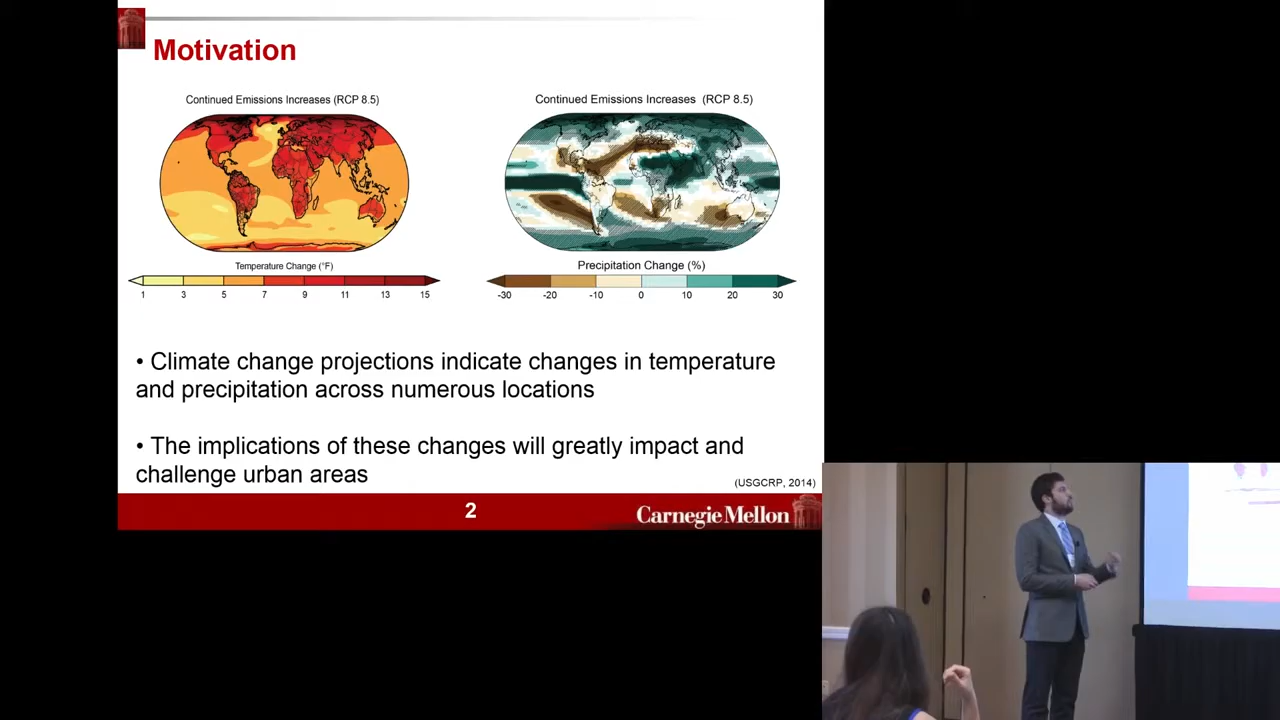 Motivation
Continued Emissions Increases (RCP 8.5)
Continued Emissions Increases (RCP 8.5)
Temperature Change (°F)
1 3 5 7 9 11 13 15
Precipitation Change (%)
-30 -20 -10 0 10 20 30
• Climate change projections indicate changes in temperature
and precipitation across numerous locations
• The implications of these changes will greatly impact and
challenge urban areas
(USGCRP, 2014)
2
Carnegie Mellon